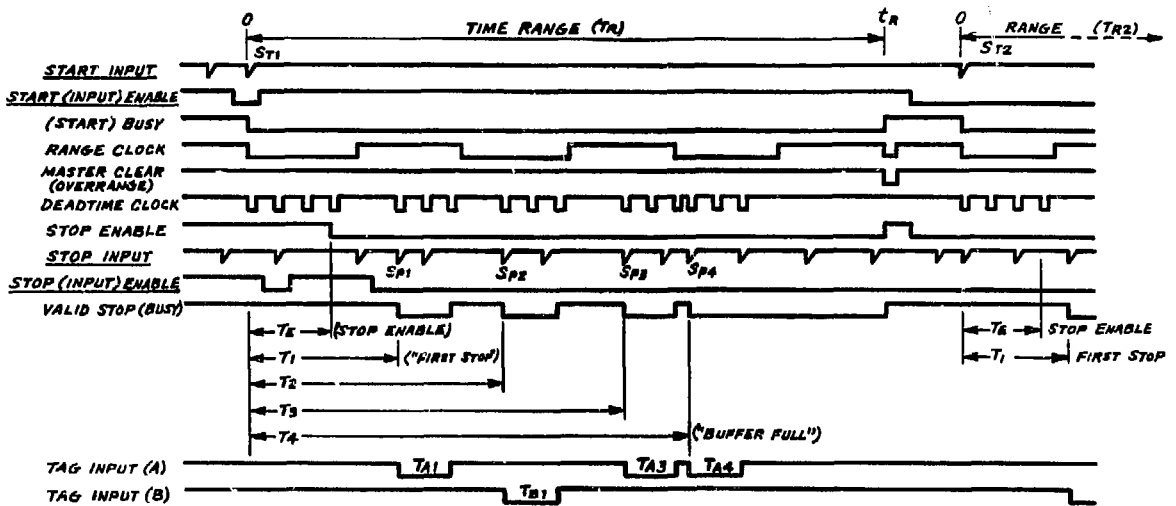 0 TIME RANGE (TR) tR 0 RANGE (TR2)
ST1 ST2
START INPUT
START (INPUT) ENABLE
(START) BUSY
RANGE CLOCK
MASTER CLEAR
(OVERRANGE)
DEADTIME CLOCK
STOP ENABLE
STOP INPUT
SP1 SP2 SP3 SP4
STOP (INPUT) ENABLE
VALID STOP (BUSY)
TE (STOP ENABLE) TE STOP ENABLE
T1 ("FIRST STOP") T1 FIRST STOP
T2
T3
T4 ("BUFFER FULL")
TAG INPUT (A) TA1 TA3 TA4
TAG INPUT (B) TB1